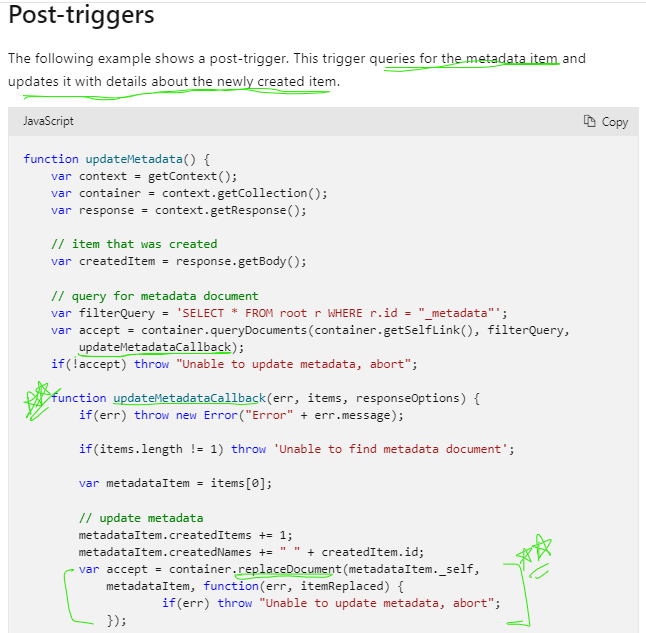 Post-triggers
The following example shows a post-trigger. This trigger queries for the metadata item and
updates it with details about the newly created item.
JavaScript
Copy
function updateMetadata() {
    var context = getContext();
    var container = context.getCollection();
    var response = context.getResponse();

    // item that was created
    var createdItem = response.getBody();

    // query for metadata document
    var filterQuery = 'SELECT * FROM root r WHERE r.id = "_metadata"';
    var accept = container.queryDocuments(container.getSelfLink(), filterQuery,
        updateMetadataCallback);
    if(!accept) throw "Unable to update metadata, abort";

    function updateMetadataCallback(err, items, responseOptions) {
        if(err) throw new Error("Error" + err.message);

        if(items.length != 1) throw 'Unable to find metadata document';

        var metadataItem = items[0];

        // update metadata
        metadataItem.createdItems += 1;
        metadataItem.createdNames += " " + createdItem.id;
        var accept = container.replaceDocument(metadataItem._self,
            metadataItem, function(err, itemReplaced) {
                    if(err) throw "Unable to update metadata, abort";
            });